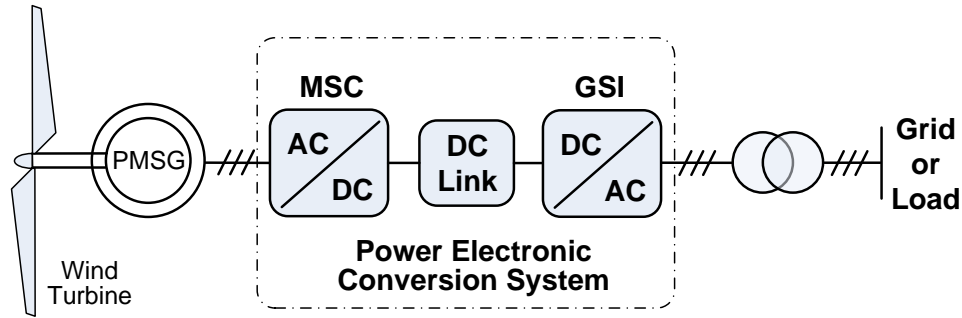 MSC
GSI
PMSG
AC
DC
DC
Link
DC
AC
Grid
or
Load
Power Electronic
Conversion System
Wind
Turbine